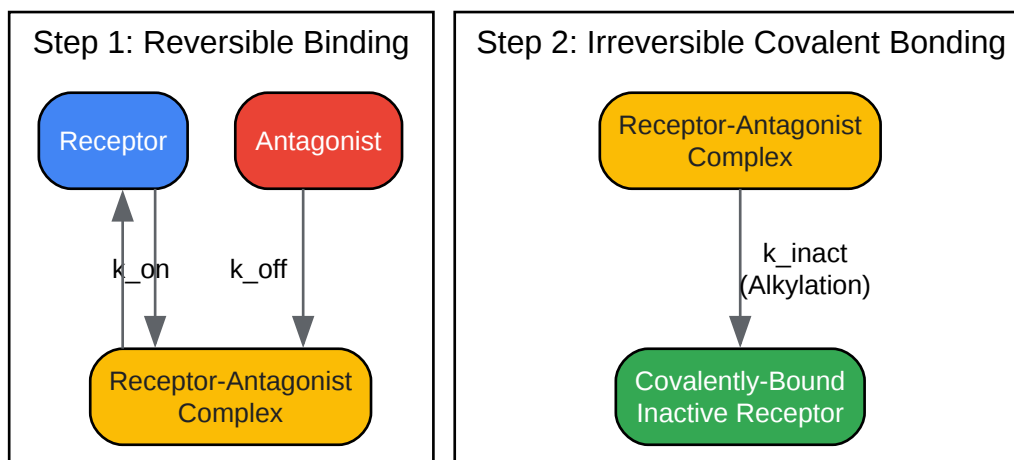 Step 1: Reversible Binding
Receptor
Antagonist
k_on
k_off
Receptor-Antagonist
Complex
Step 2: Irreversible Covalent Bonding
Receptor-Antagonist
Complex
k_inact
(Alkylation)
Covalently-Bound
Inactive Receptor